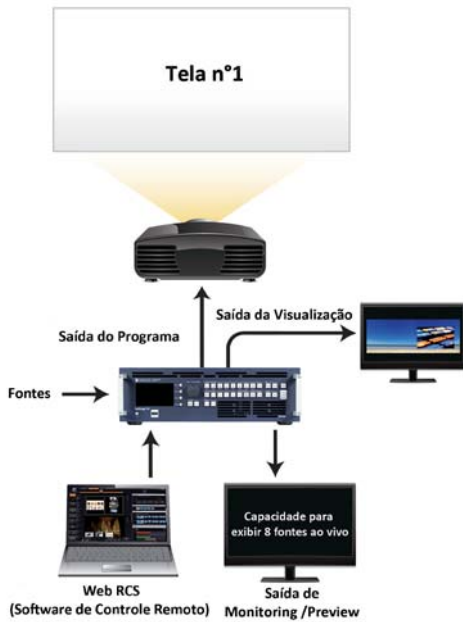 Tela n°1
Saída da Visualização
Saída do Programa
Fontes
Capacidade para
exibir 8 fontes ao vivo
Web RCS
(Software de Controle Remoto)
Saída de
Monitoring /Preview